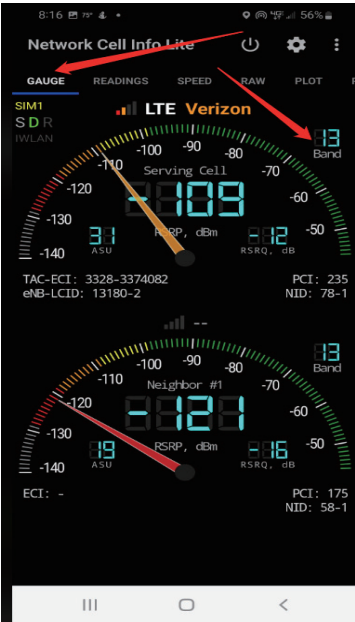 8:16 75° 56%
Network Cell Info Lite
GAUGE READINGS SPEED RAW PLOT
SIM1 LTE Verizon
S D R
IWLAN
13
Band
-140 -130 -120 -110 -100 -90 -80 -70 -60 -50
Serving Cell
-109
RSRP, dBm
31
ASU
-12
RSRQ, dB
TAC-ECI: 3328-3374082 PCI: 235
eNB-LCID: 13180-2 NID: 78-1
--
13
Band
-140 -130 -120 -110 -100 -90 -80 -70 -60 -50
Neighbor #1
-121
RSRP, dBm
19
ASU
-16
RSRQ, dB
ECI: - PCI: 175
NID: 58-1